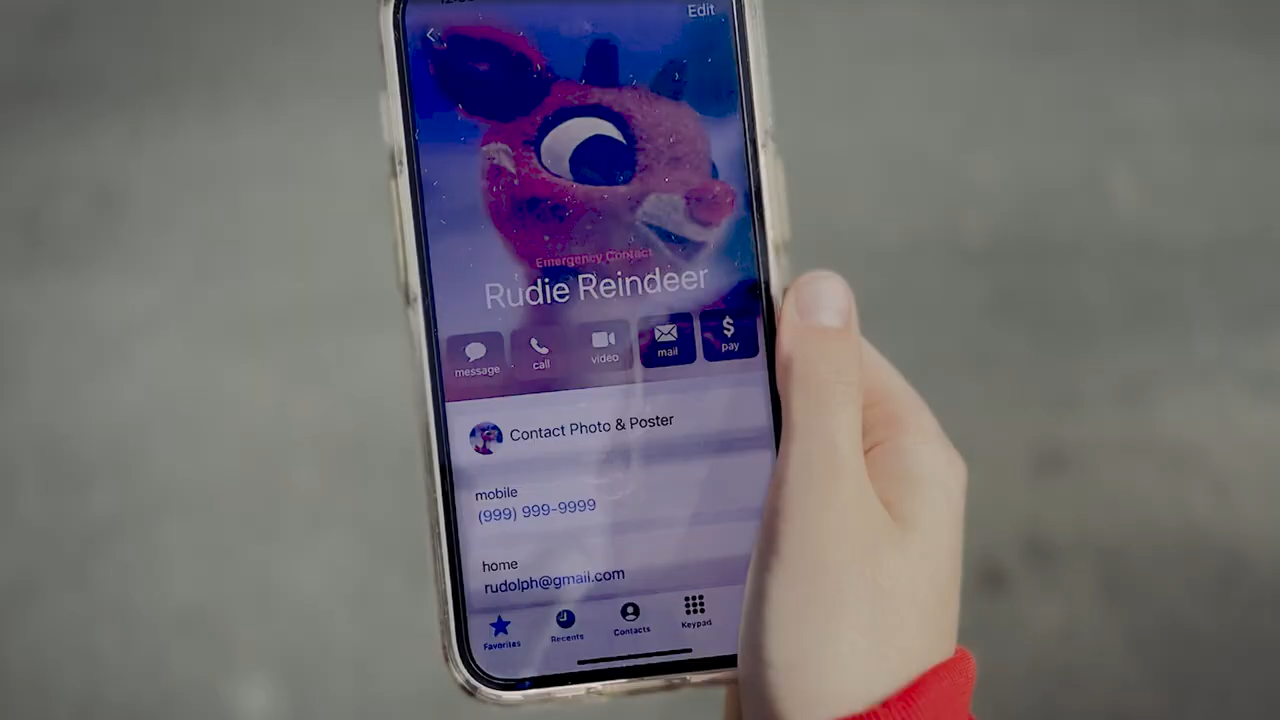 Edit
Emergency Contact
Rudie Reindeer
message
call
video
mail
pay
Contact Photo & Poster
mobile
(999) 999-9999
home
rudolph@gmail.com
Favorites
Recents
Contacts
Keypad